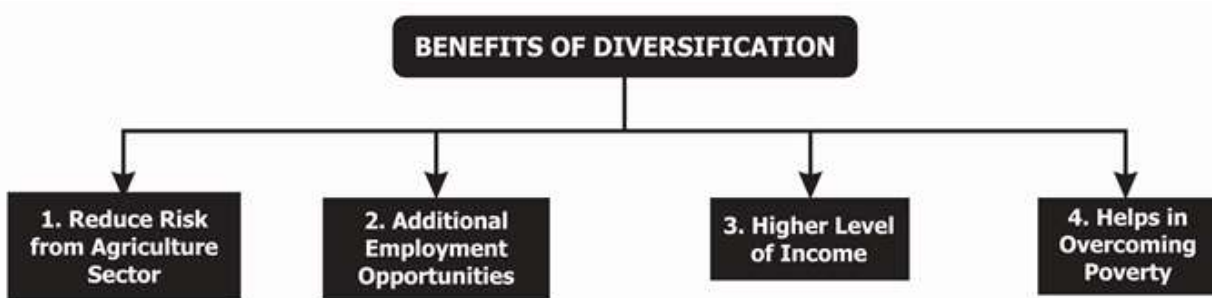 BENEFITS OF DIVERSIFICATION
1. Reduce Risk
from Agriculture
Sector
2. Additional
Employment
Opportunities
3. Higher Level
of Income
4. Helps in
Overcoming
Poverty